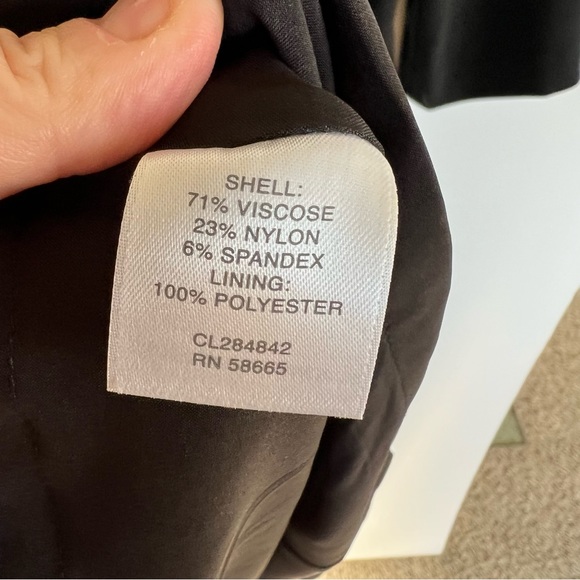 SHELL:
71% VISCOSE
23% NYLON
6% SPANDEX
LINING:
100% POLYESTER
CL284842
RN 58665